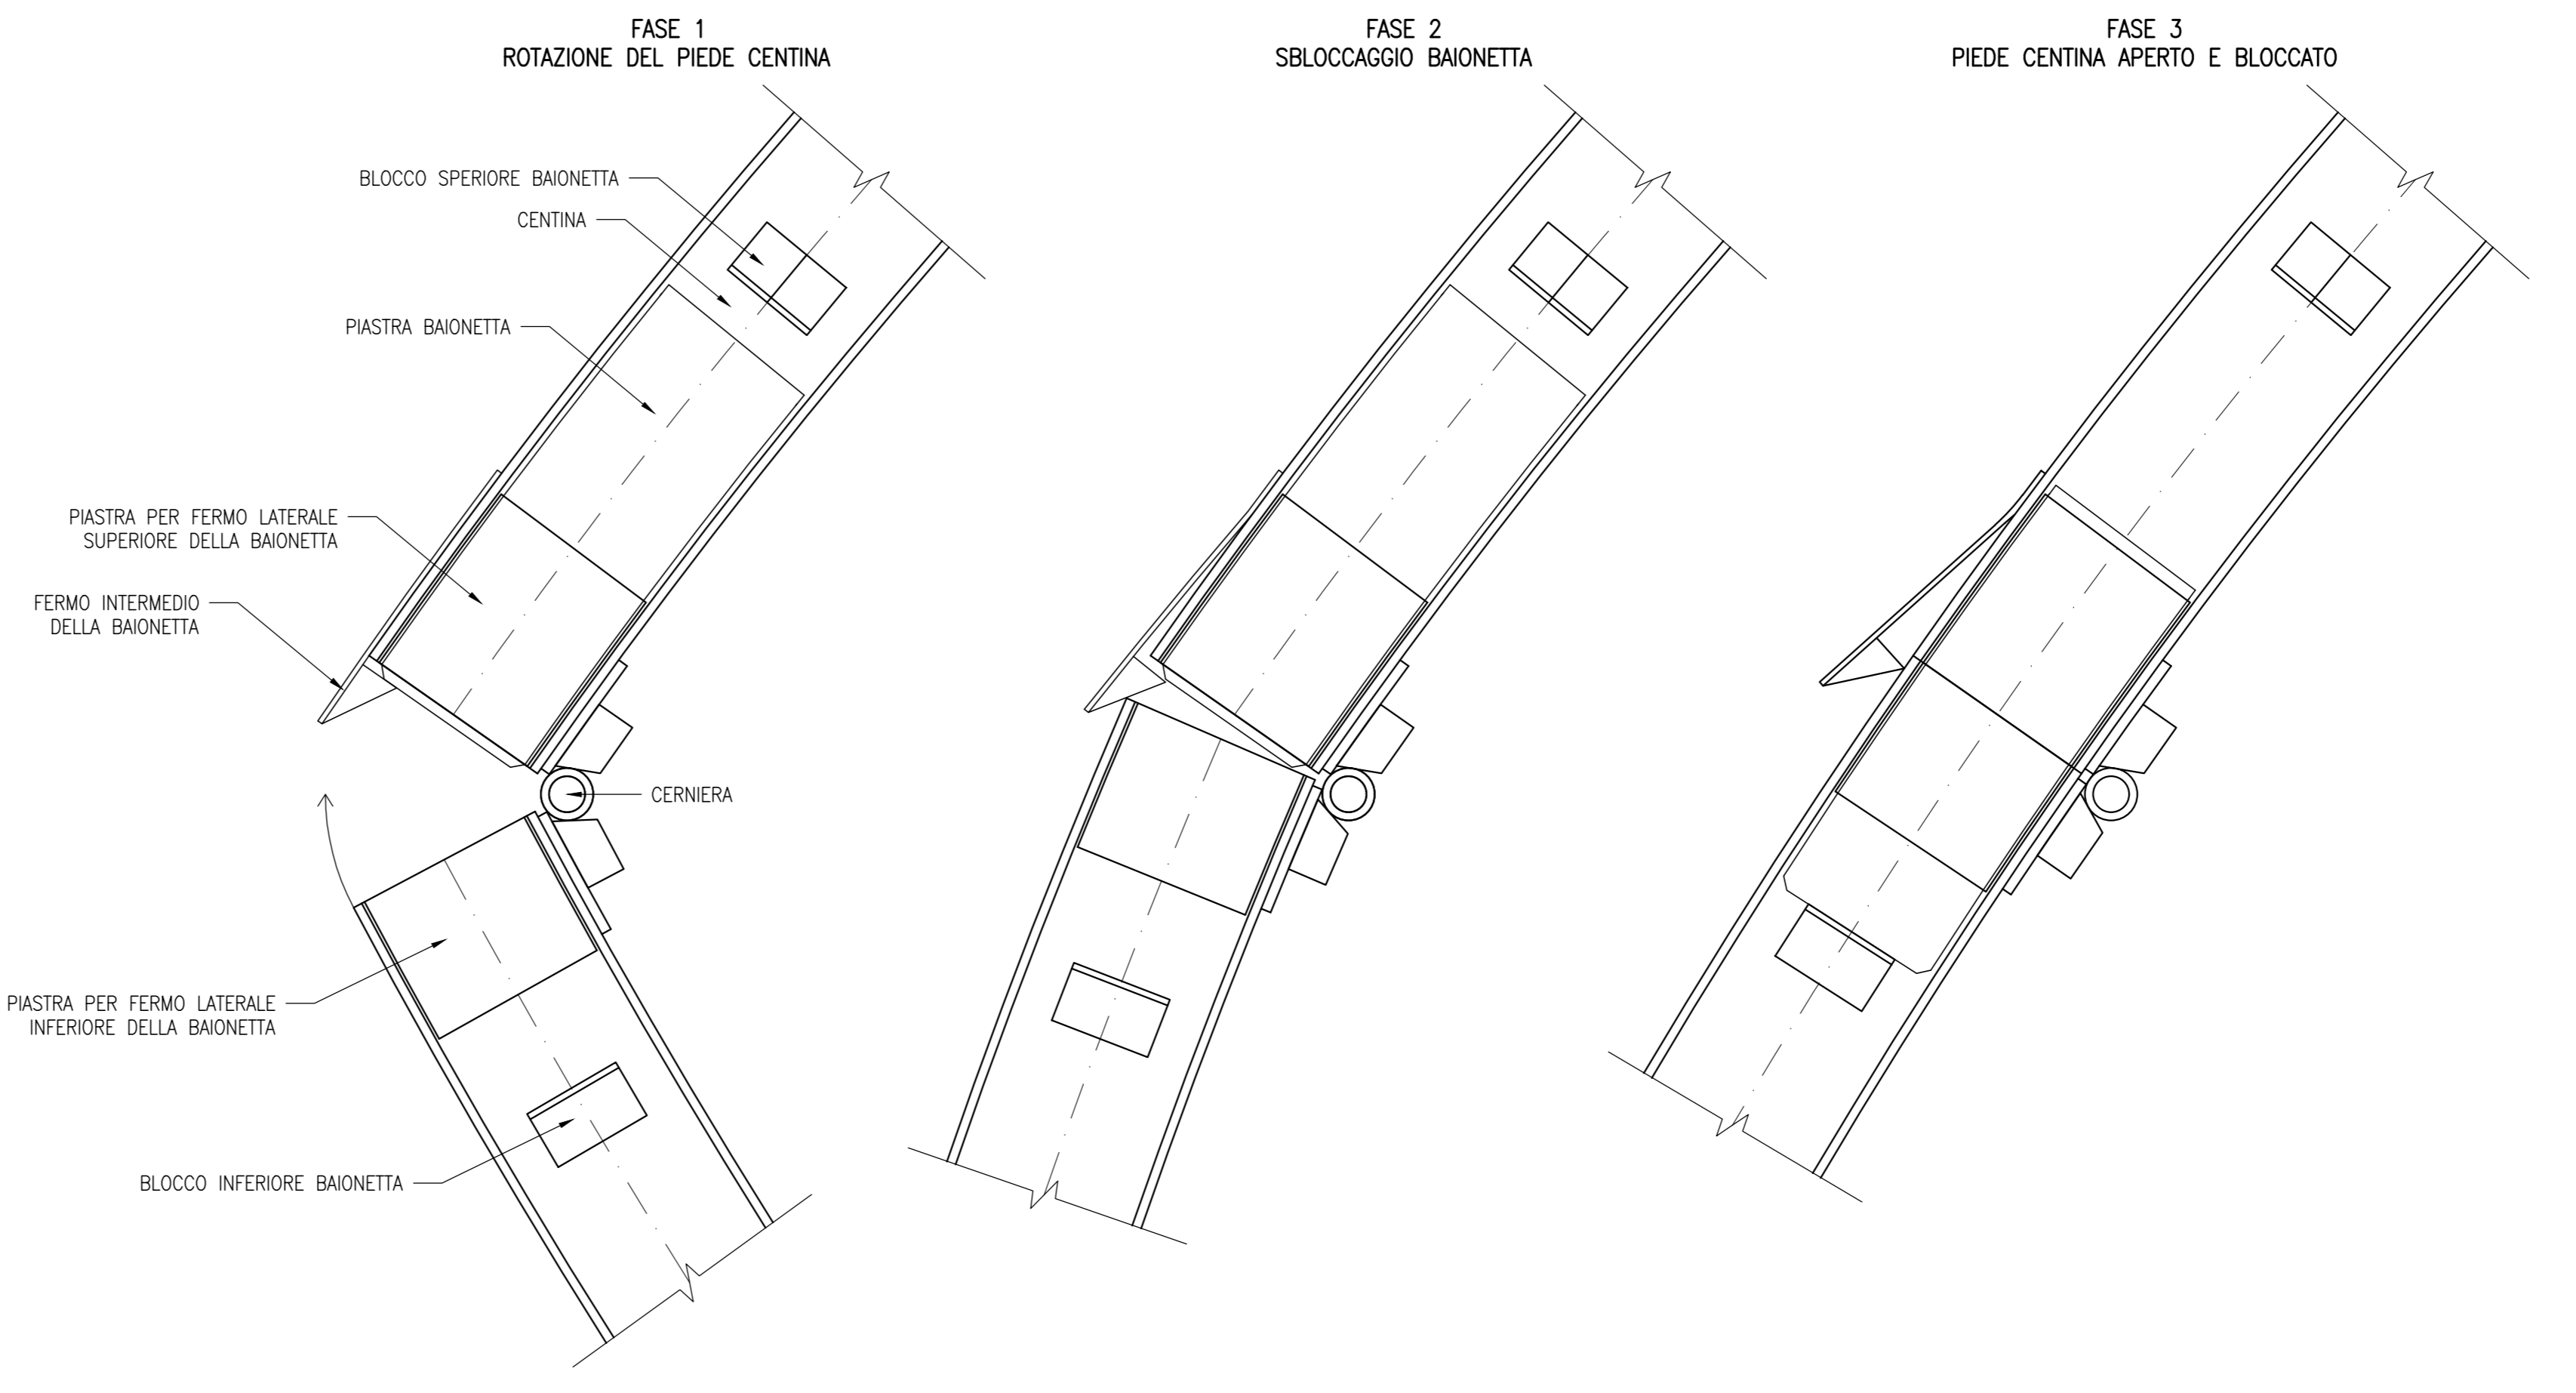 FASE 1
ROTAZIONE DEL PIEDE CENTINA
FASE 2
SBLOCCAGGIO BAIONETTA
FASE 3
PIEDE CENTINA APERTO E BLOCCATO
BLOCCO SPERIORE BAIONETTA
CENTINA
PIASTRA BAIONETTA
PIASTRA PER FERMO LATERALE
SUPERIORE DELLA BAIONETTA
FERMO INTERMEDIO
DELLA BAIONETTA
CERNIERA
PIASTRA PER FERMO LATERALE
INFERIORE DELLA BAIONETTA
BLOCCO INFERIORE BAIONETTA